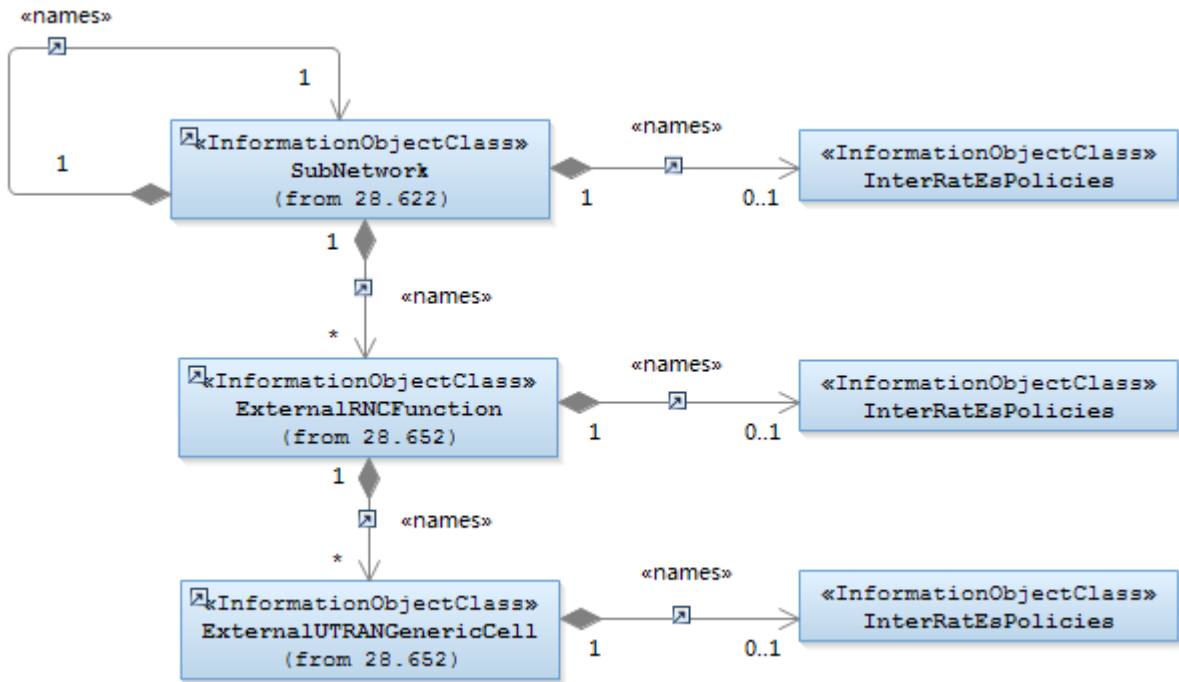 «names»
1
1
«InformationObjectClass»
SubNetwork
(from 28.622)
«names»
1
0..1
«InformationObjectClass»
InterRatEsPolicies
1
«names»
*
«InformationObjectClass»
ExternalRNCFunction
(from 28.652)
«names»
1
0..1
«InformationObjectClass»
InterRatEsPolicies
1
«names»
*
«InformationObjectClass»
ExternalUTRANGenericCell
(from 28.652)
«names»
1
0..1
«InformationObjectClass»
InterRatEsPolicies